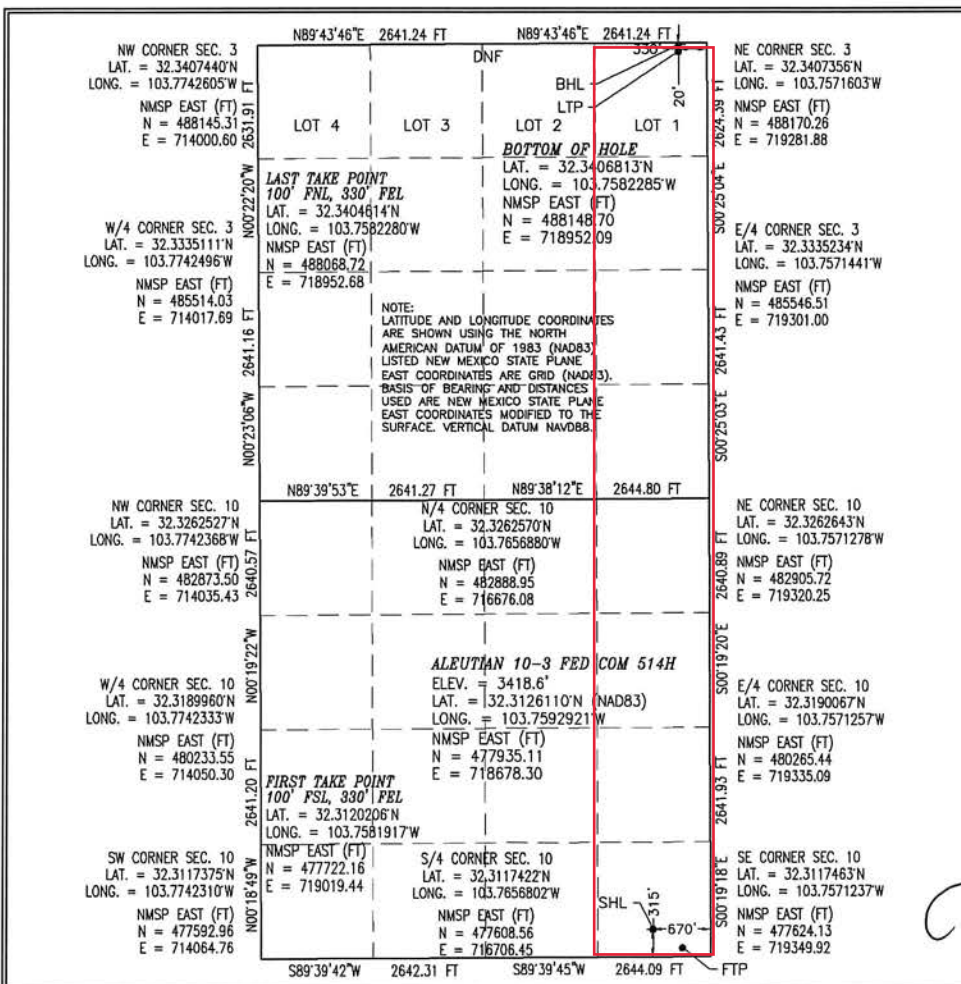 N89°43'46"E 2641.24 FT
N89°43'46"E 2641.24 FT
DNF
330'
BHL
LTP
20'
NW CORNER SEC. 3
LAT. = 32.3407440°N
LONG. = 103.7742605°W
NMSP EAST (FT)
N = 488145.31
E = 714000.60
NE CORNER SEC. 3
LAT. = 32.3407356°N
LONG. = 103.7571603°W
NMSP EAST (FT)
N = 488170.26
E = 719281.88
N00°22'20"W 2631.91 FT
S00°25'04"E 2624.39 FT
LOT 4
LOT 3
LOT 2
LOT 1
BOTTOM OF HOLE
LAT. = 32.3406813°N
LONG. = 103.7582285°W
NMSP EAST (FT)
N = 488148.70
E = 718952.09
LAST TAKE POINT
100' FNL, 330' FEL
LAT. = 32.3404614°N
LONG. = 103.7582280°W
NMSP EAST (FT)
N = 488068.72
E = 718952.68
W/4 CORNER SEC. 3
LAT. = 32.3335111°N
LONG. = 103.7742496°W
NMSP EAST (FT)
N = 485514.03
E = 714017.69
E/4 CORNER SEC. 3
LAT. = 32.3335234°N
LONG. = 103.7571441°W
NMSP EAST (FT)
N = 485546.51
E = 719301.00
NOTE:
LATITUDE AND LONGITUDE COORDINATES
ARE SHOWN USING THE NORTH
AMERICAN DATUM OF 1983 (NAD83)
LISTED NEW MEXICO STATE PLANE
EAST COORDINATES ARE GRID (NAD83).
BASIS OF BEARING AND DISTANCES
USED ARE NEW MEXICO STATE PLANE
EAST COORDINATES MODIFIED TO THE
SURFACE. VERTICAL DATUM NAVD88.
N00°23'06"W 2641.16 FT
S00°25'03"E 2641.43 FT
N89°39'53"E 2641.27 FT
N89°38'12"E 2644.80 FT
NW CORNER SEC. 10
LAT. = 32.3262527°N
LONG. = 103.7742368°W
NMSP EAST (FT)
N = 482873.50
E = 714035.43
N/4 CORNER SEC. 10
LAT. = 32.3262570°N
LONG. = 103.7656880°W
NMSP EAST (FT)
N = 482888.95
E = 716676.08
NE CORNER SEC. 10
LAT. = 32.3262643°N
LONG. = 103.7571278°W
NMSP EAST (FT)
N = 482905.72
E = 719320.25
N00°19'22"W 2640.57 FT
S00°19'20"E 2640.89 FT
ALEUTIAN 10-3 FED COM 514H
ELEV. = 3418.6'
LAT. = 32.3126110°N (NAD83)
LONG. = 103.7592921°W
NMSP EAST (FT)
N = 477935.11
E = 718678.30
W/4 CORNER SEC. 10
LAT. = 32.3189960°N
LONG. = 103.7742333°W
NMSP EAST (FT)
N = 480233.55
E = 714050.30
E/4 CORNER SEC. 10
LAT. = 32.3190067°N
LONG. = 103.7571257°W
NMSP EAST (FT)
N = 480265.44
E = 719335.09
FIRST TAKE POINT
100' FSL, 330' FEL
LAT. = 32.3120206°N
LONG. = 103.7581917°W
NMSP EAST (FT)
N = 477722.16
E = 719019.44
N00°18'49"W 2641.20 FT
S00°19'18"E 2641.93 FT
SW CORNER SEC. 10
LAT. = 32.3117375°N
LONG. = 103.7742310°W
NMSP EAST (FT)
N = 477592.96
E = 714064.76
S/4 CORNER SEC. 10
LAT. = 32.3117422°N
LONG. = 103.7656802°W
NMSP EAST (FT)
N = 477608.56
E = 716706.45
SE CORNER SEC. 10
LAT. = 32.3117463°N
LONG. = 103.7571237°W
NMSP EAST (FT)
N = 477624.13
E = 719349.92
SHL
315'
670'
FTP
S89°39'42"W 2642.31 FT
S89°39'45"W 2644.09 FT